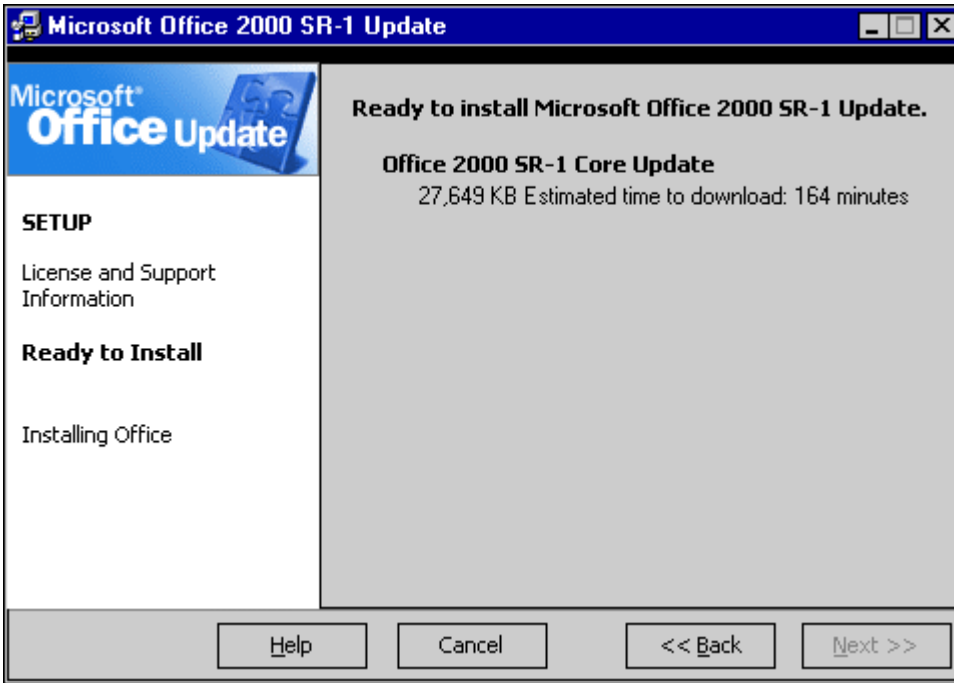 Microsoft Office 2000 SR-1 Update
Microsoft®
Office Update
SETUP
License and Support
Information
Ready to Install
Installing Office
Ready to install Microsoft Office 2000 SR-1 Update.
Office 2000 SR-1 Core Update
27,649 KB Estimated time to download: 164 minutes
Help
Cancel
<< Back
Next >>